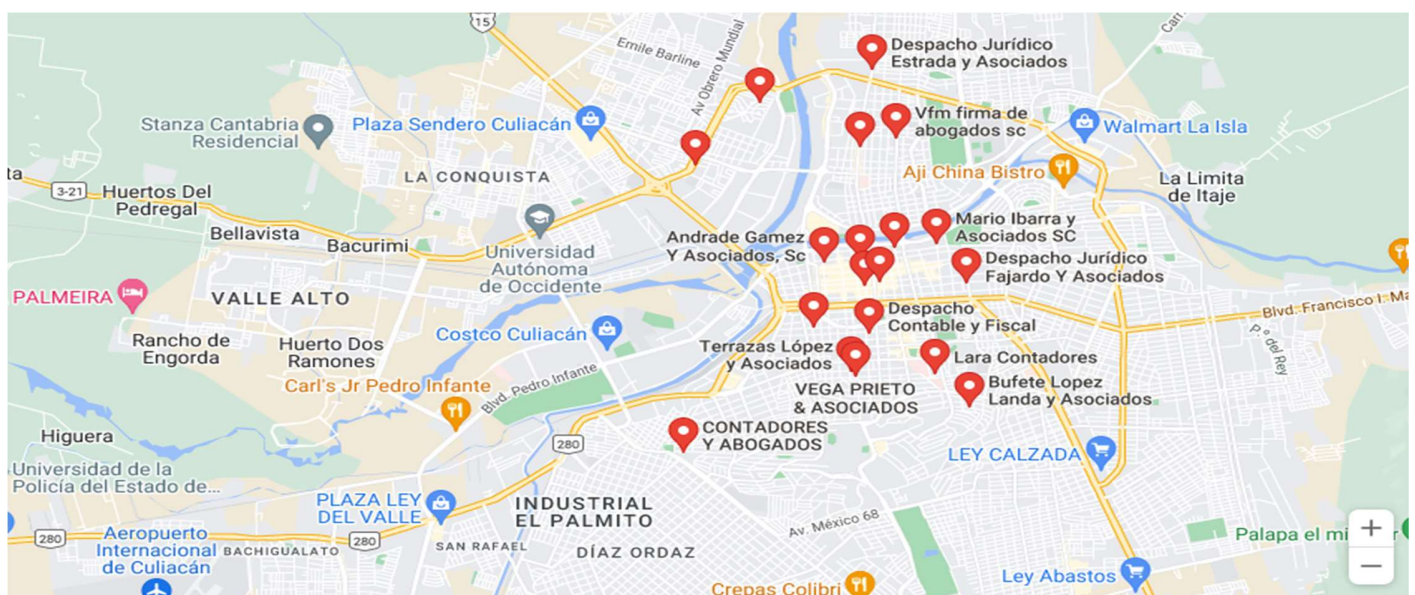 15
Emile Barline
Av Obrero Mundial
Carr.
Despacho Jurídico
Estrada y Asociados
Stanza Cantabria
Residencial
Plaza Sendero Culiacán
Vfm firma de
abogados sc
Walmart La Isla
ta
3-21
Huertos Del
Pedregal
LA CONQUISTA
Aji China Bistro
La Limita
de Itaje
Bellavista
Bacurimi
Universidad
Autónoma
de Occidente
Andrade Gamez
Y Asociados, Sc
Mario Ibarra y
Asociados SC
Despacho Jurídico
Fajardo Y Asociados
PALMEIRA
VALLE ALTO
Blvd. Francisco I. Ma
Rancho de
Engorda
Huerto Dos
Ramones
Costco Culiacán
Despacho
Contable y Fiscal
P.º del Rey
Terrazas López
y Asociados
Lara Contadores
Carl's Jr Pedro Infante
Blvd. Pedro Infante
VEGA PRIETO
& ASOCIADOS
Bufete Lopez
Landa y Asociados
Higuera
280
CONTADORES
Y ABOGADOS
LEY CALZADA
Universidad de la
Policía del Estado de...
PLAZA LEY
DEL VALLE
INDUSTRIAL
EL PALMITO
Av. México 68
280
Aeropuerto
Internacional
de Culiacán
BACHIGUALATO
280
SAN RAFAEL
DÍAZ ORDAZ
Palapa el mi
r
+
−
Crepas Colibri
Ley Abastos